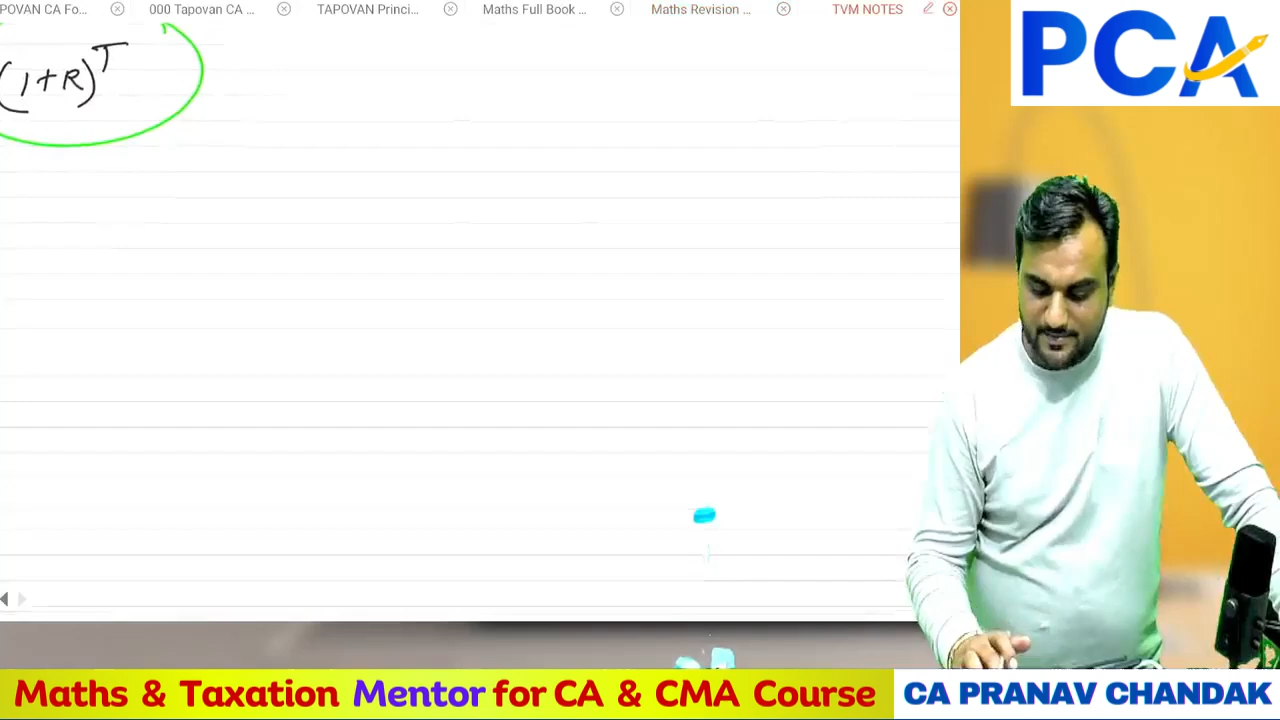 POVAN CA Fo...
000 Tapovan CA ...
TAPOVAN Princi...
Maths Full Book ...
Maths Revision ...
TVM NOTES
(1+R)^T
PCA
Maths & Taxation Mentor for CA & CMA Course
CA PRANAV CHANDAK